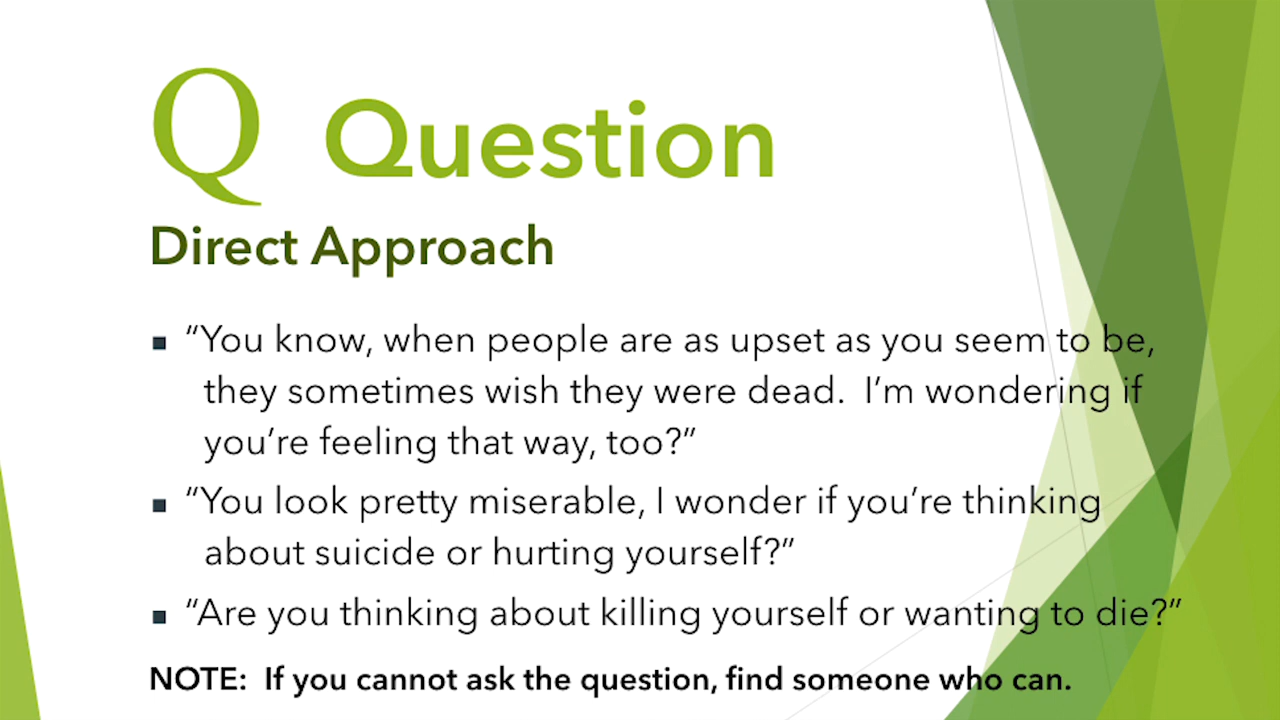 Q Question
Direct Approach
▪ “You know, when people are as upset as you seem to be,
they sometimes wish they were dead.  I’m wondering if
you’re feeling that way, too?”
▪ “You look pretty miserable, I wonder if you’re thinking
about suicide or hurting yourself?”
▪ “Are you thinking about killing yourself or wanting to die?”
NOTE:  If you cannot ask the question, find someone who can.